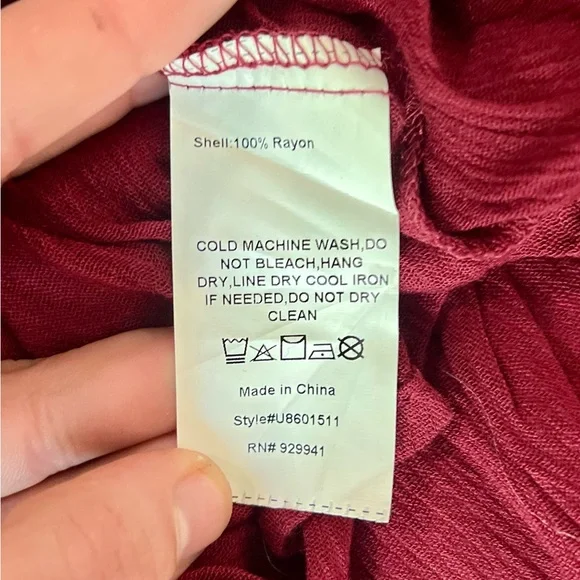 Shell:100% Rayon
COLD MACHINE WASH,DO
NOT BLEACH,HANG
DRY,LINE DRY COOL IRON
IF NEEDED,DO NOT DRY
CLEAN
Made in China
Style#U8601511
RN# 929941